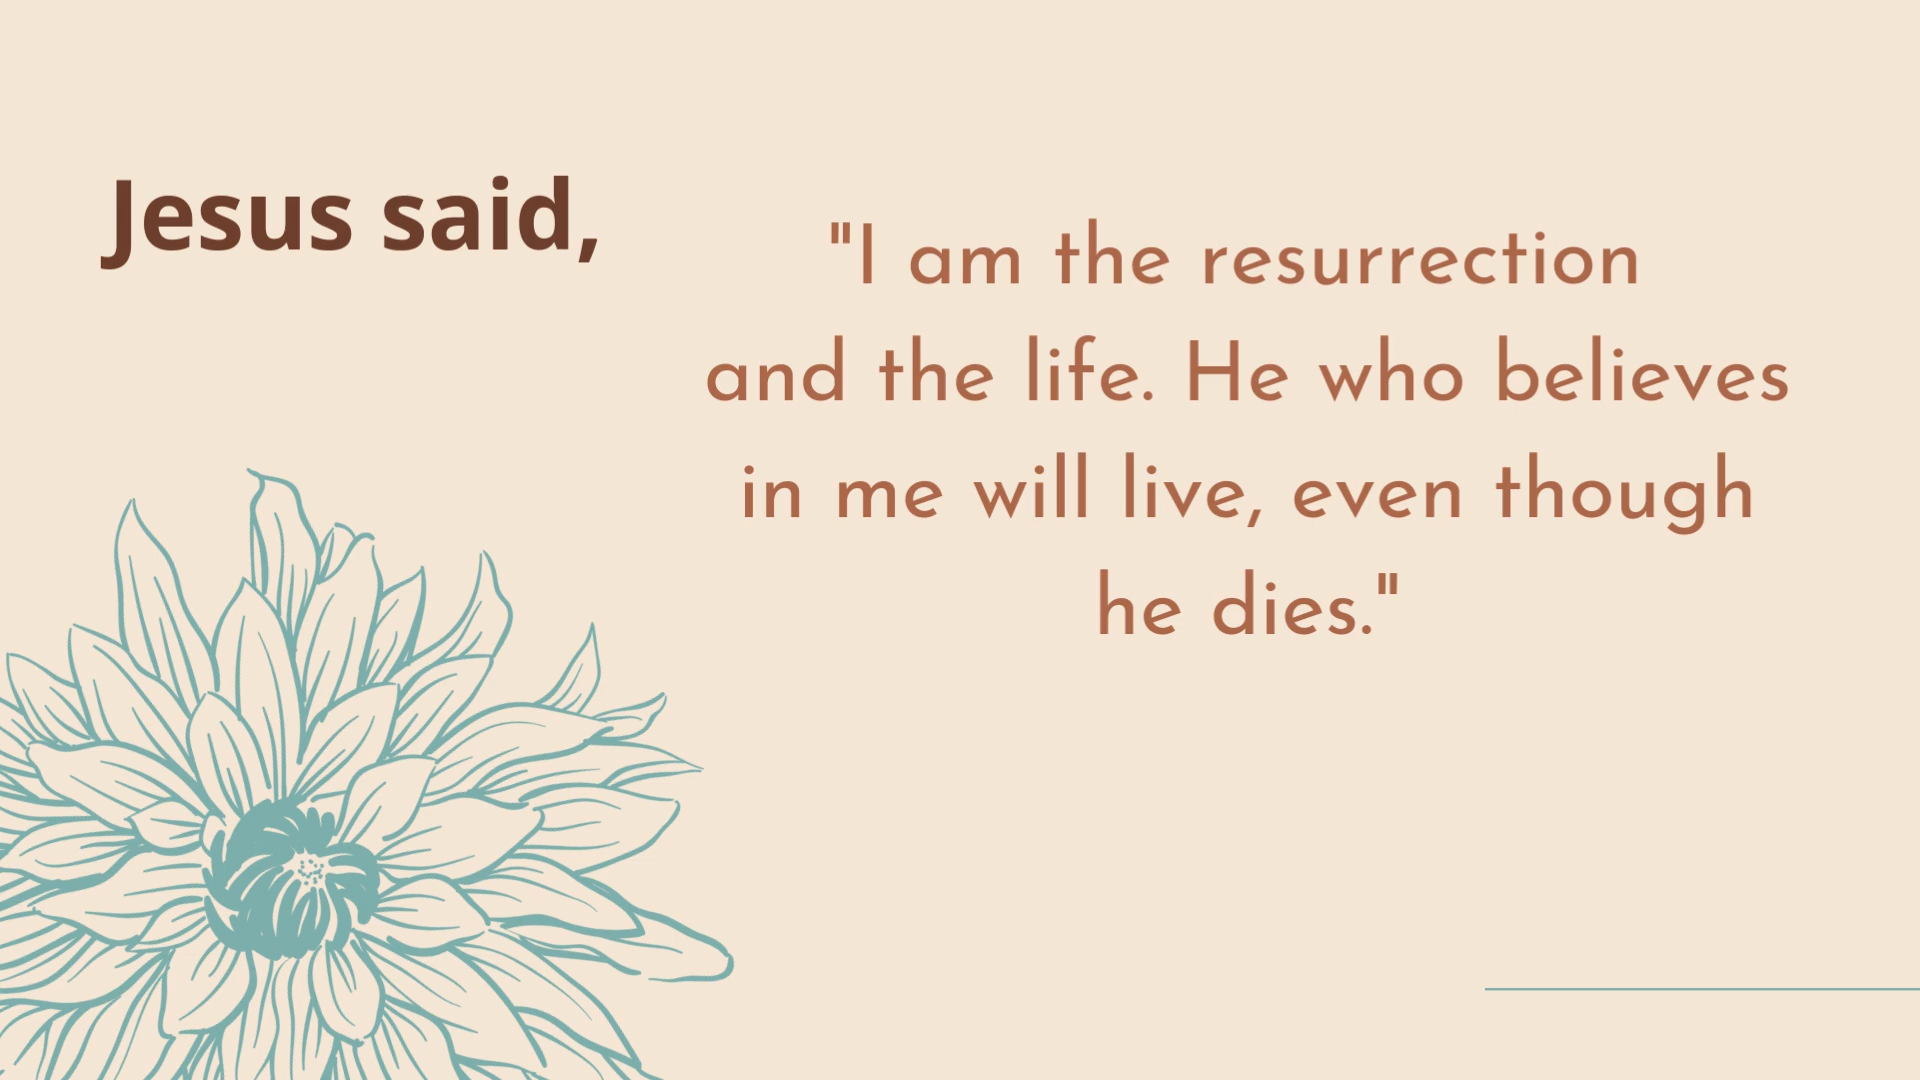 Jesus said,
"I am the resurrection
and the life. He who believes
in me will live, even though
he dies."